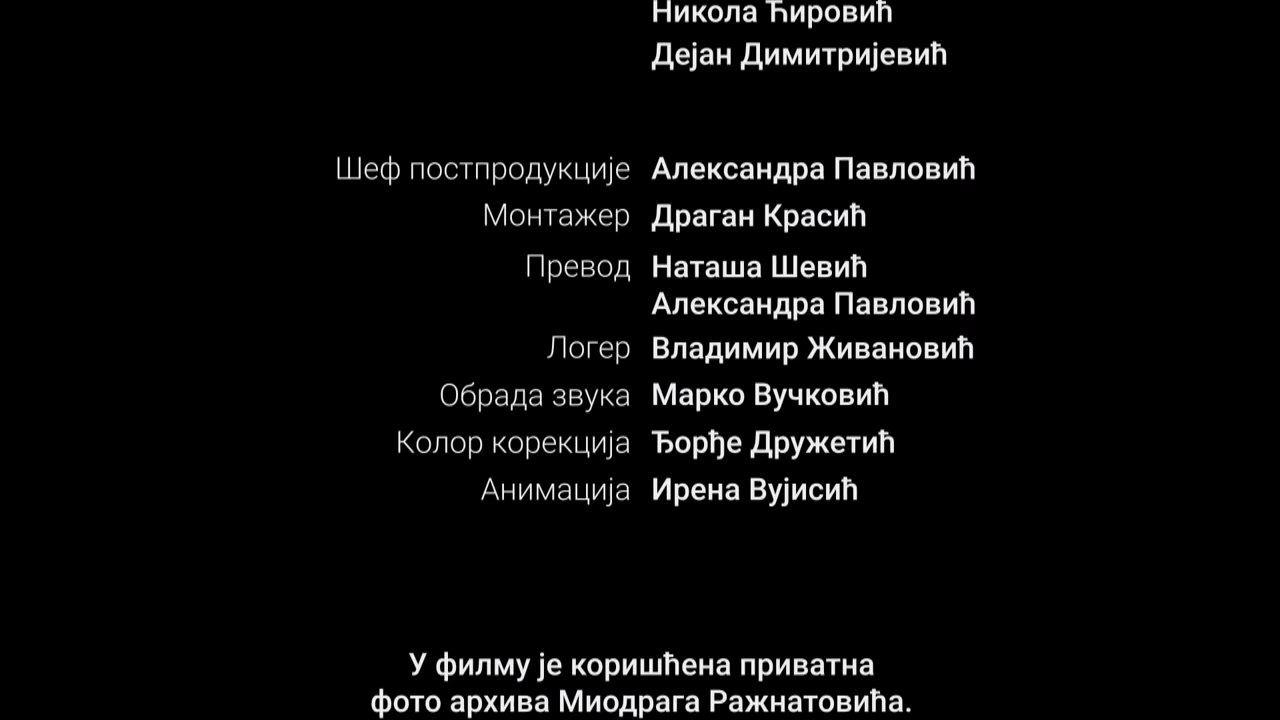 Никола Ћировић
Дејан Димитријевић
Шеф постпродукције Александра Павловић
Монтажер Драган Красић
Превод Наташа Шевић
Александра Павловић
Логер Владимир Живановић
Обрада звука Марко Вучковић
Колор корекција Ђорђе Дружетић
Анимација Ирена Вујисић
У филму је коришћена приватна
фото архива Миодрага Ражнатовића.